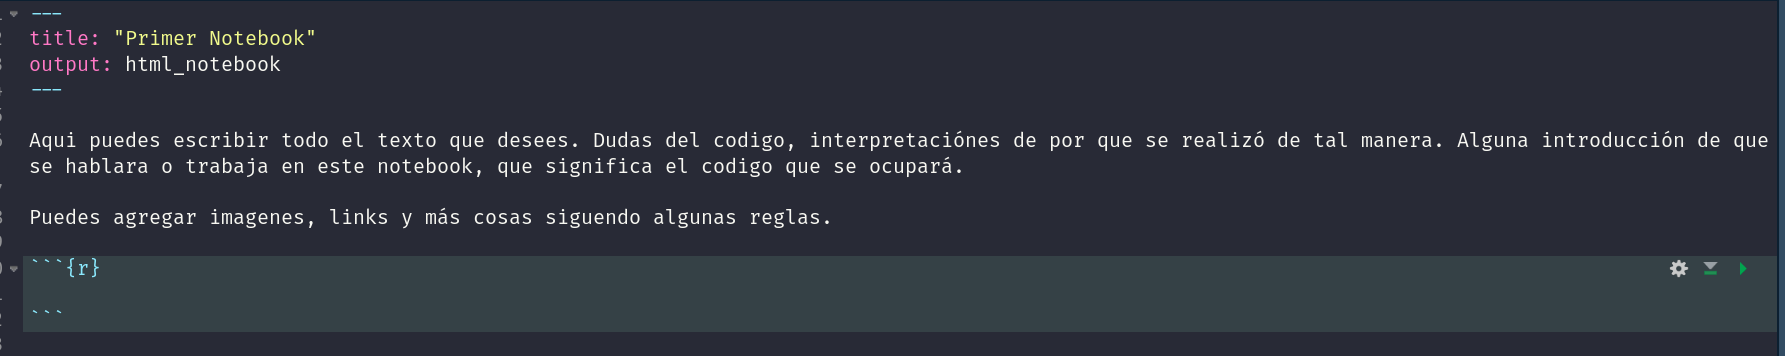 ---
title: "Primer Notebook"
output: html_notebook
---
Aqui puedes escribir todo el texto que desees. Dudas del codigo, interpretaciónes de por que se realizó de tal manera. Alguna introducción de que
se hablara o trabaja en este notebook, que significa el codigo que se ocupará.
Puedes agregar imagenes, links y más cosas siguendo algunas reglas.
```{r}
```